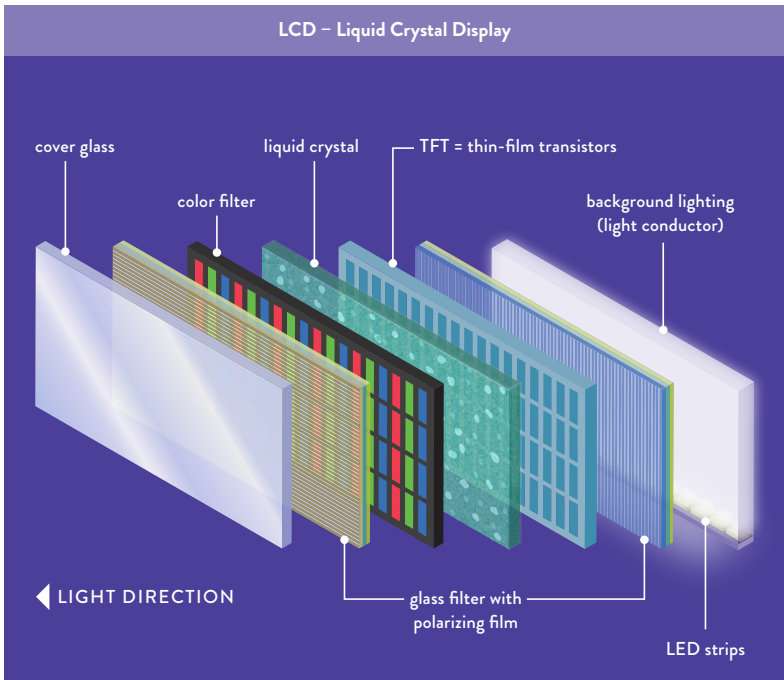 LCD – Liquid Crystal Display
cover glass
liquid crystal
TFT = thin-film transistors
color filter
background lighting
(light conductor)
LIGHT DIRECTION
glass filter with
polarizing film
LED strips